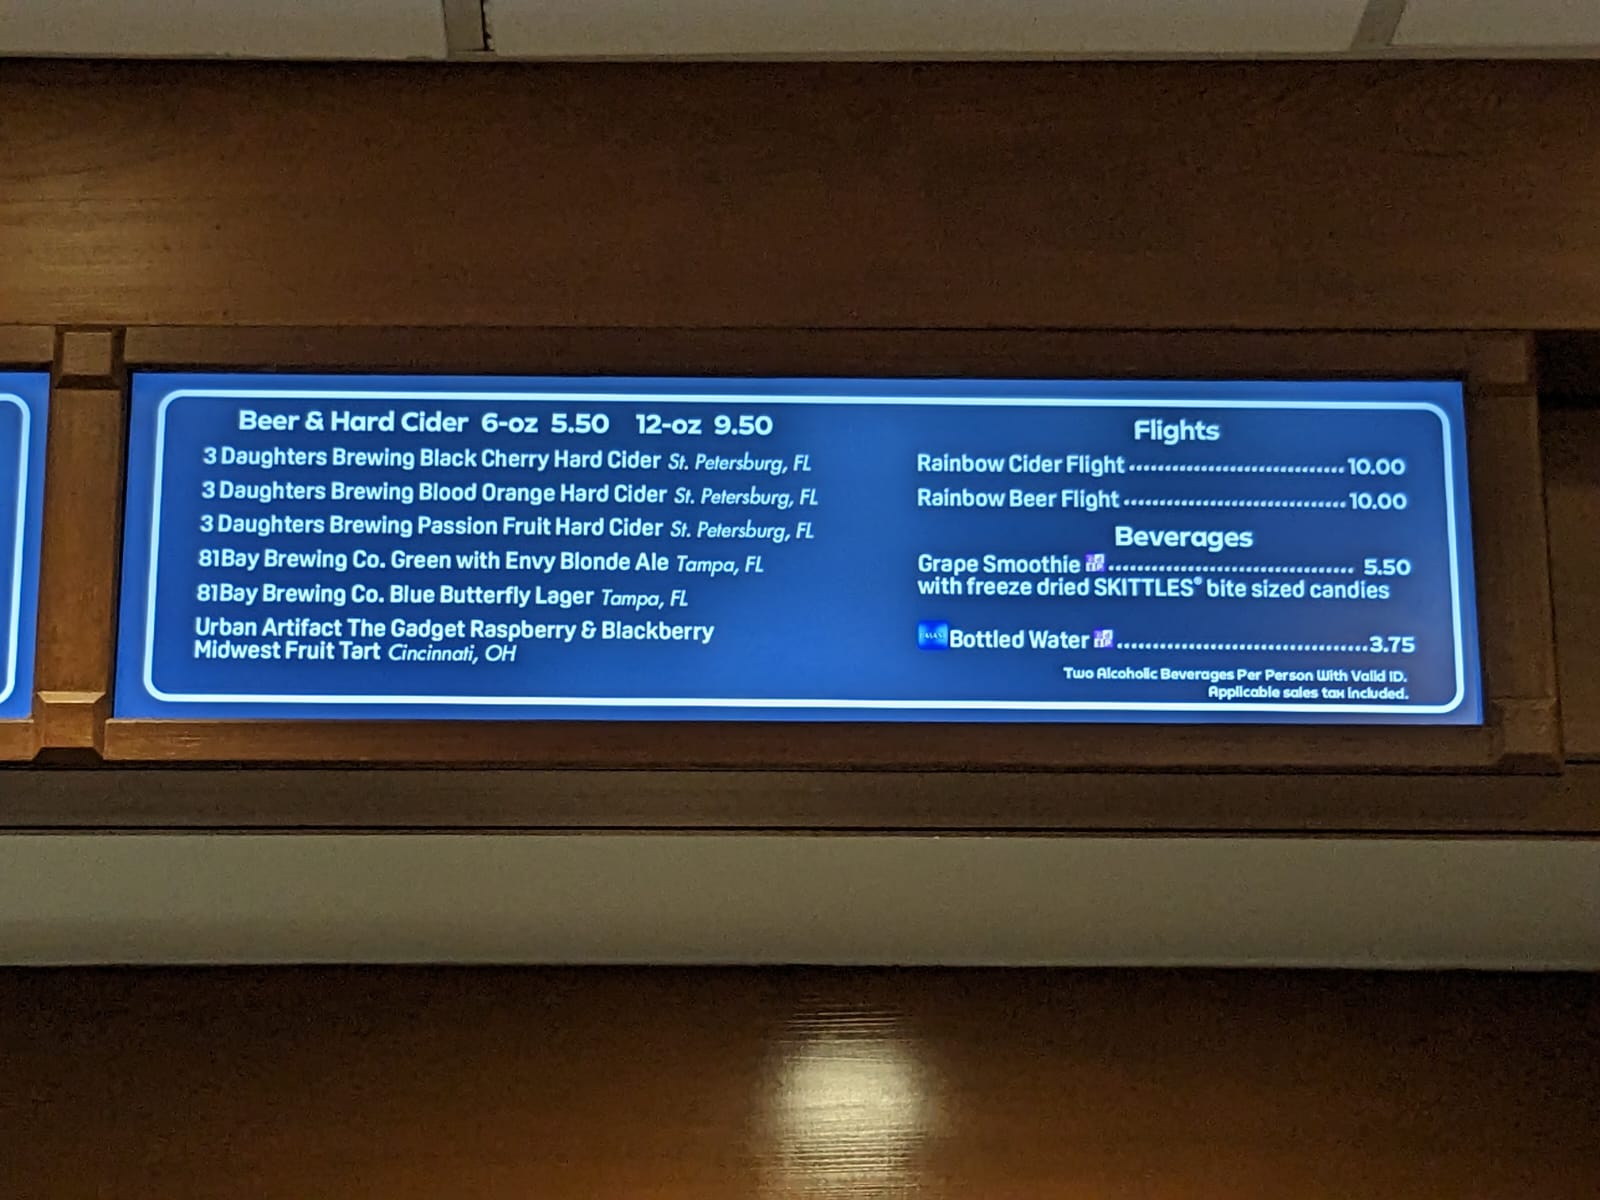 Beer & Hard Cider 6-oz 5.50 12-oz 9.50
3 Daughters Brewing Black Cherry Hard Cider St. Petersburg, FL
3 Daughters Brewing Blood Orange Hard Cider St. Petersburg, FL
3 Daughters Brewing Passion Fruit Hard Cider St. Petersburg, FL
81Bay Brewing Co. Green with Envy Blonde Ale Tampa, FL
81Bay Brewing Co. Blue Butterfly Lager Tampa, FL
Urban Artifact The Gadget Raspberry & Blackberry
Midwest Fruit Tart Cincinnati, OH
Flights
Rainbow Cider Flight ................................ 10.00
Rainbow Beer Flight ................................. 10.00
Beverages
Grape Smoothie .................................... 5.50
with freeze dried SKITTLES® bite sized candies
Bottled Water ..................................... 3.75
Two Alcoholic Beverages Per Person With Valid ID.
Applicable sales tax included.